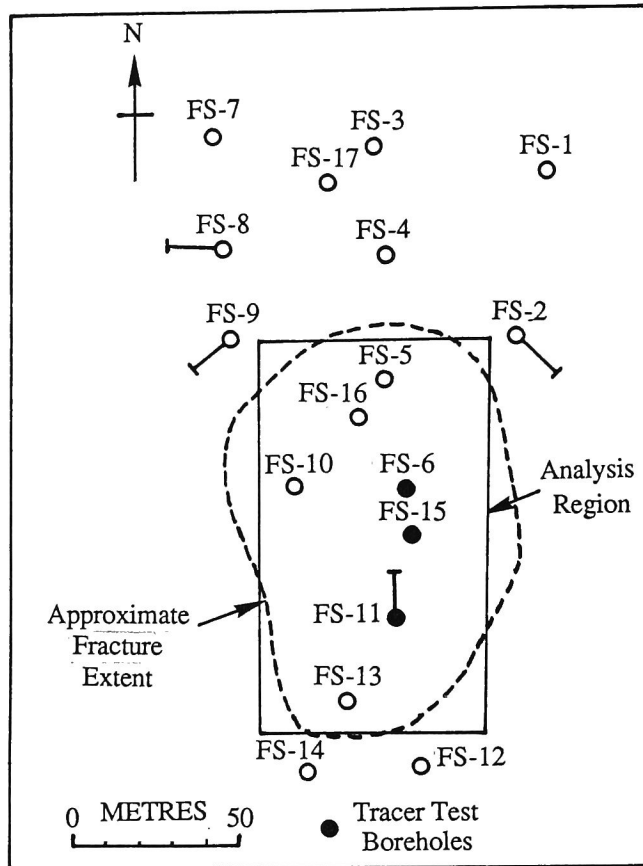 N
FS-7
FS-3
FS-17
FS-1
FS-8
FS-4
FS-9
FS-2
FS-5
FS-16
FS-10
FS-6
FS-15
Analysis
Region
FS-11
Approximate
Fracture
Extent
FS-13
FS-14
FS-12
0 METRES 50
Tracer Test
Boreholes